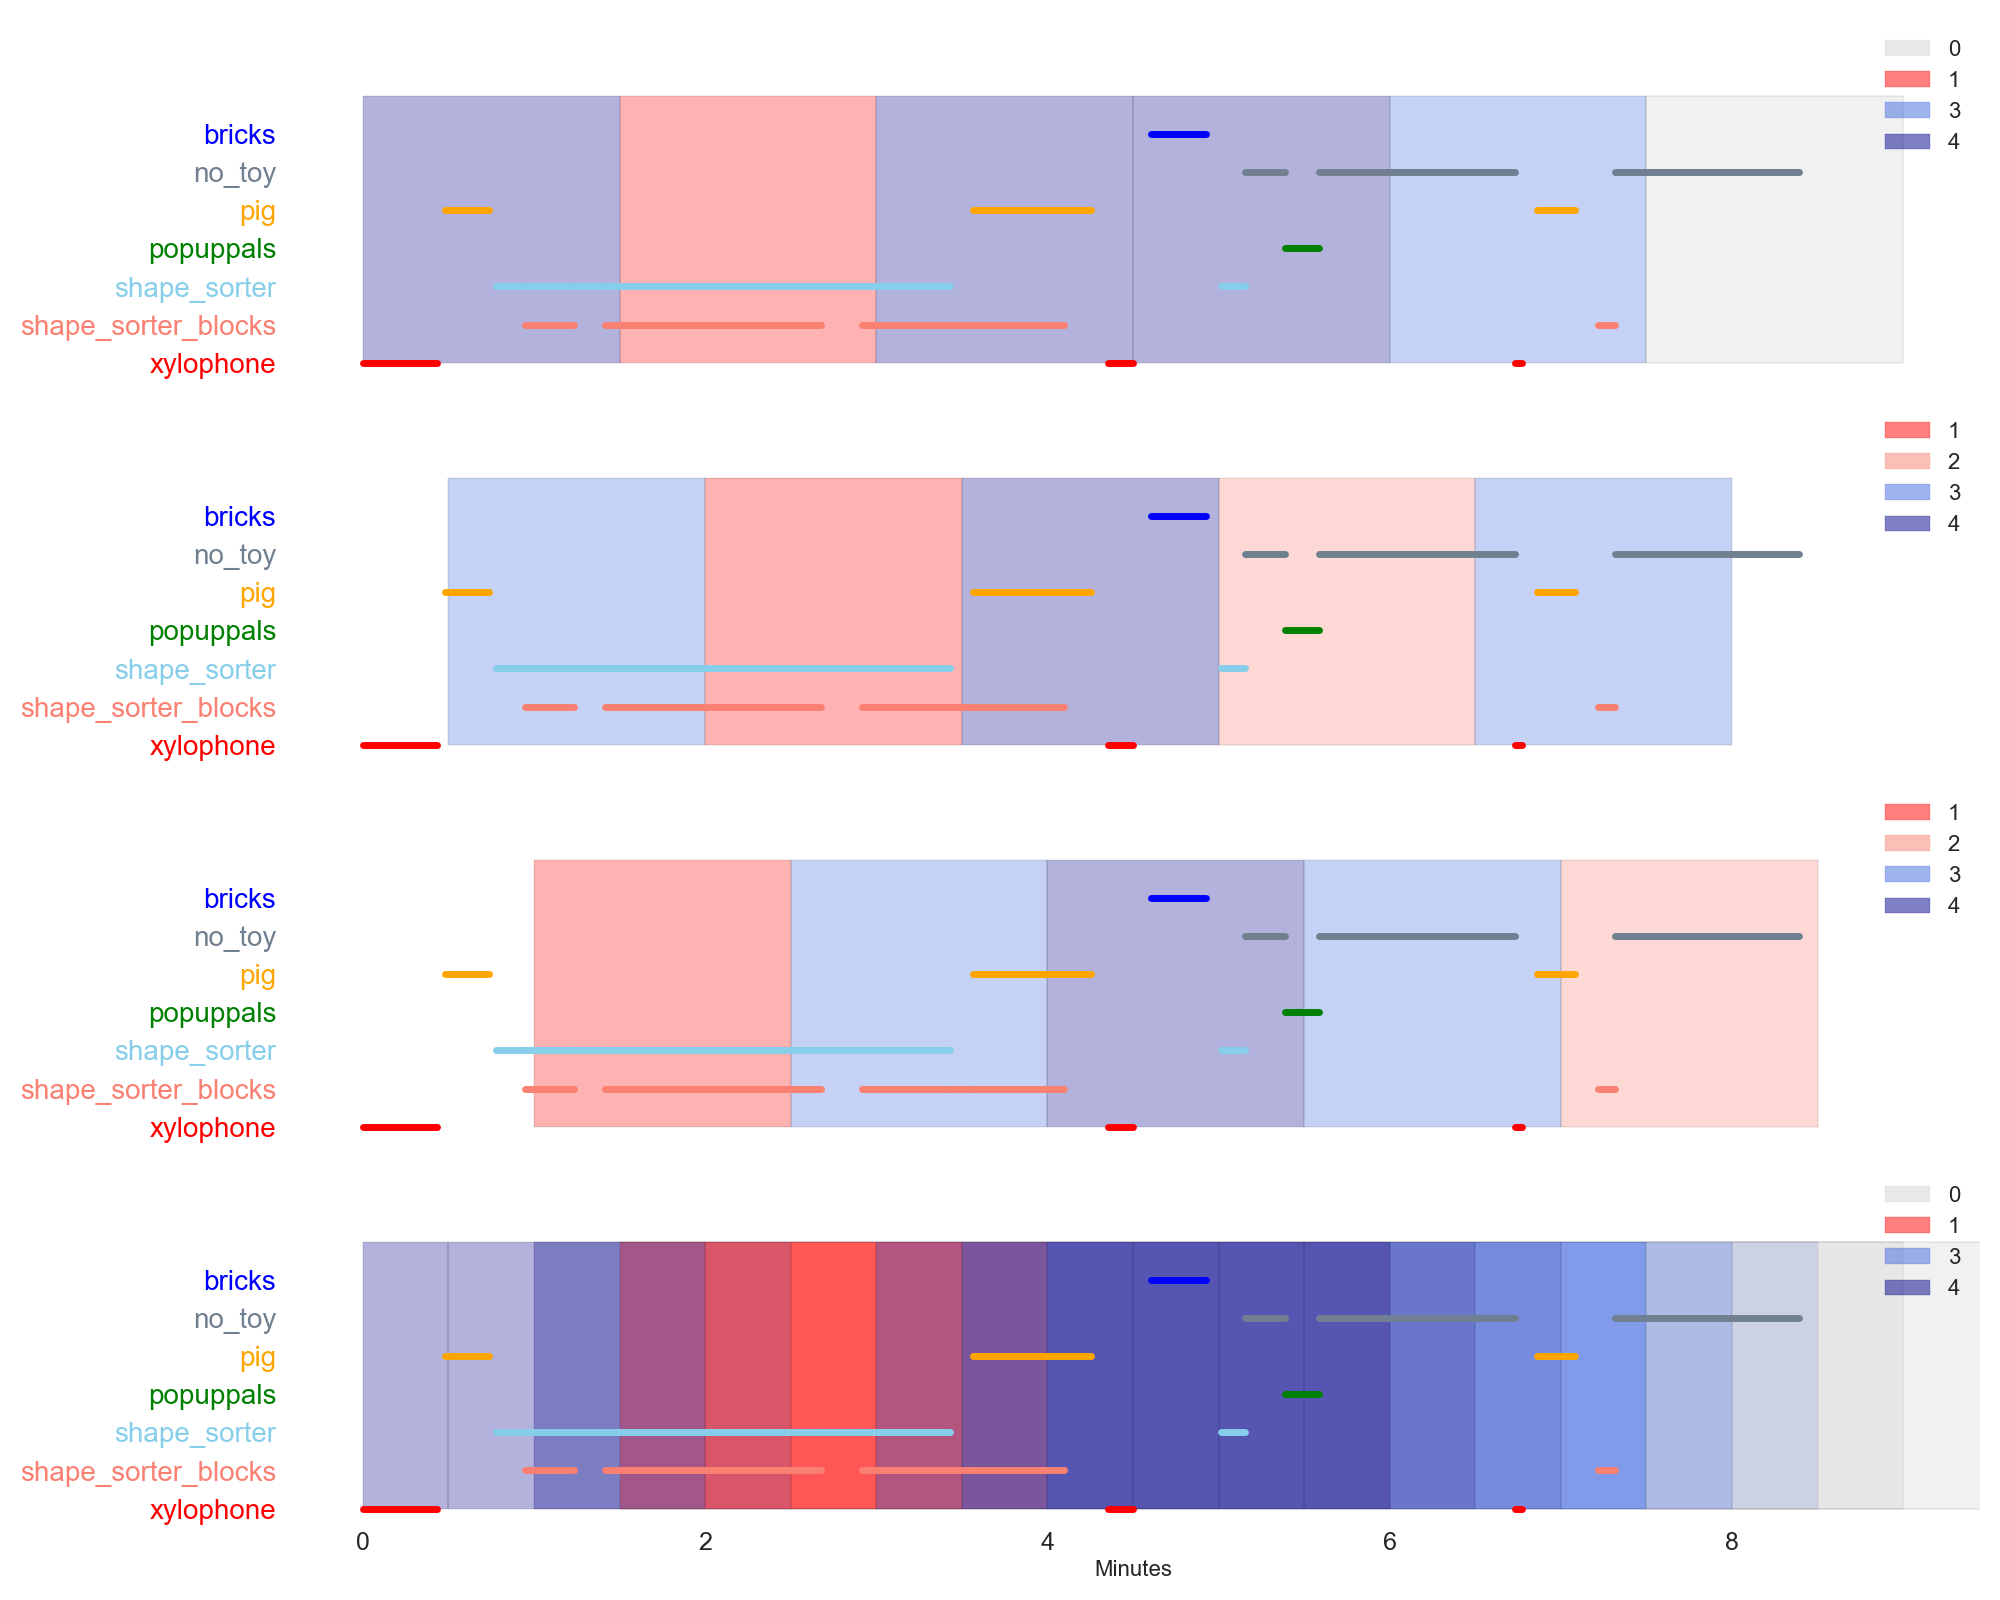 0
1
3
4
bricks
no_toy
pig
popuppals
shape_sorter
shape_sorter_blocks
xylophone
1
2
3
4
bricks
no_toy
pig
popuppals
shape_sorter
shape_sorter_blocks
xylophone
1
2
3
4
bricks
no_toy
pig
popuppals
shape_sorter
shape_sorter_blocks
xylophone
0
1
3
4
bricks
no_toy
pig
popuppals
shape_sorter
shape_sorter_blocks
xylophone
0 2 4 6 8
Minutes